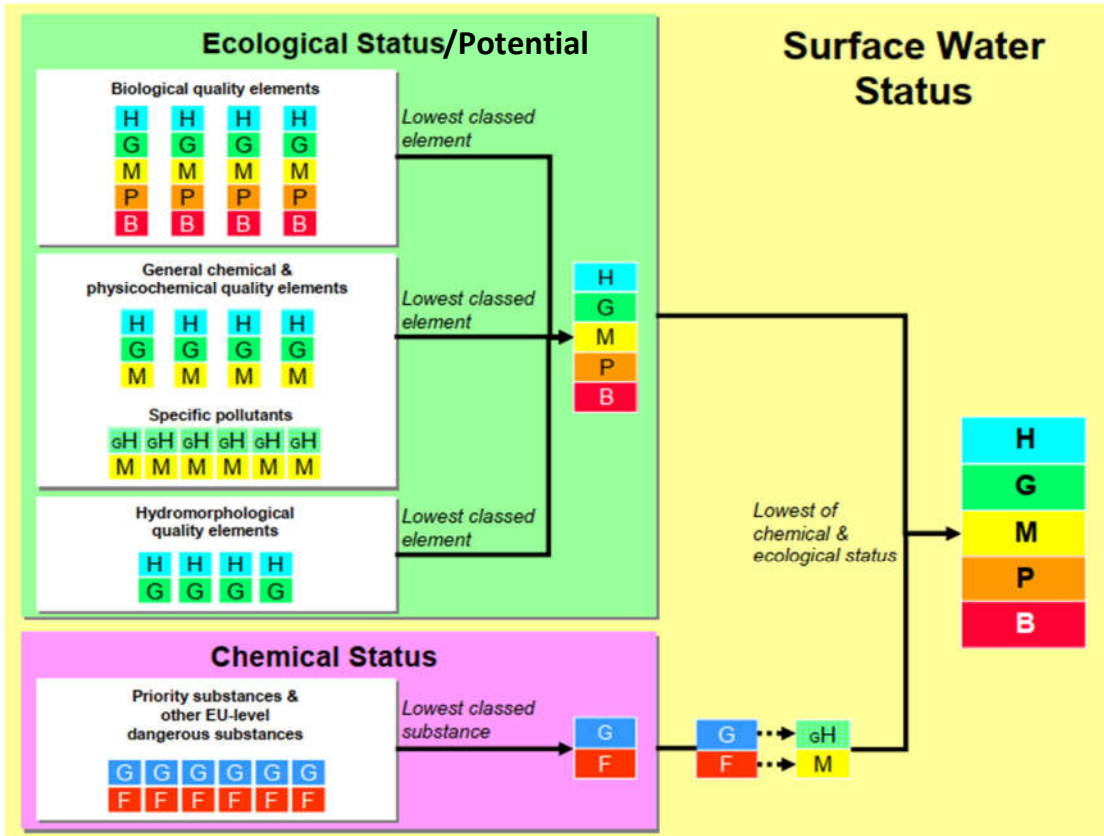 Ecological Status/Potential
Surface Water
Status
Biological quality elements
H H H H
G G G G
M M M M
P P P P
B B B B
Lowest classed
element
General chemical &
physicochemical quality elements
H H H H
G G G G
M M M M
Lowest classed
element
Specific pollutants
GH GH GH GH GH GH
M M M M M M
Hydromorphological
quality elements
H H H H
G G G G
Lowest classed
element
H
G
M
P
B
Lowest of
chemical &
ecological status
H
G
M
P
B
Chemical Status
Priority substances &
other EU-level
dangerous substances
G G G G G G
F F F F F F
Lowest classed
substance
G
F
G
F
GH
M